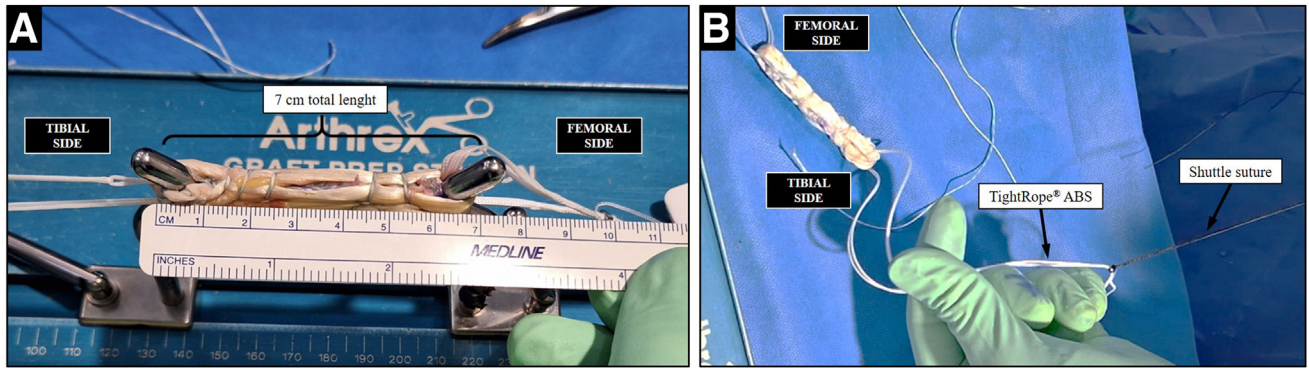 A
7 cm total lenght
TIBIAL
SIDE
FEMORAL
SIDE
Arthrex
GRAFT PREP STATION
CM 1 2 3 4 5 6 7 8 9 10 11
MEDLINE
INCHES 1 2 4
100 110 120 130 140 150 160 170 180 190 200 210 220
B
FEMORAL
SIDE
TIBIAL
SIDE
TightRope® ABS
Shuttle suture